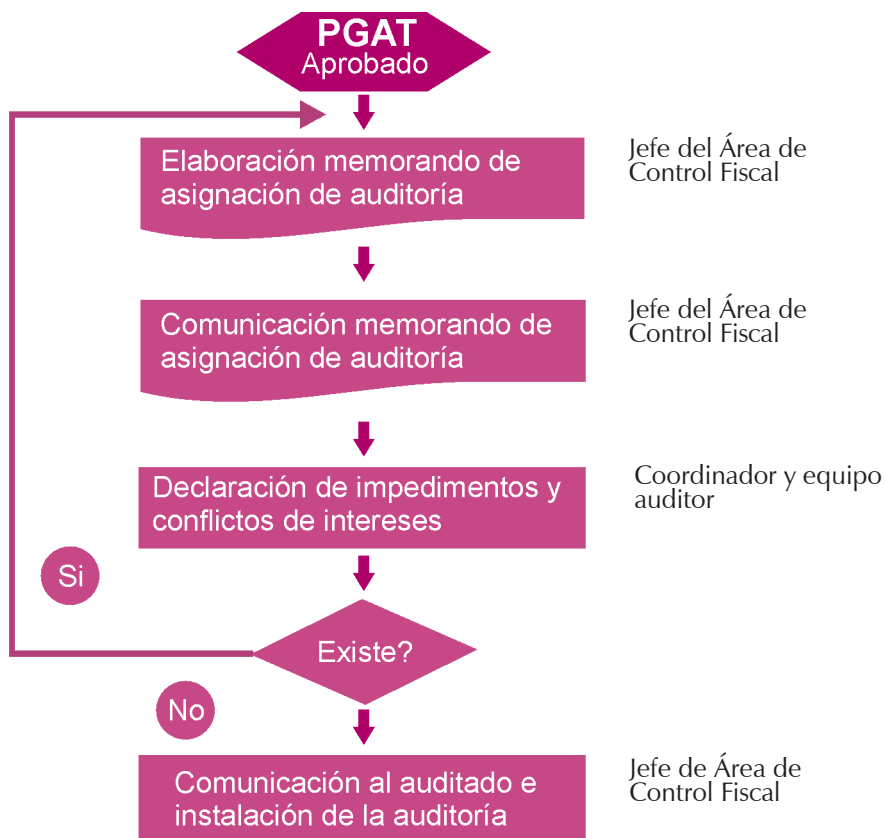 PGAT
Aprobado
Elaboración memorando de
asignación de auditoría
Jefe del Área de
Control Fiscal
Comunicación memorando de
asignación de auditoría
Jefe del Área de
Control Fiscal
Declaración de impedimentos y
conflictos de intereses
Coordinador y equipo
auditor
Si
Existe?
No
Comunicación al auditado e
instalación de la auditoría
Jefe de Área de
Control Fiscal